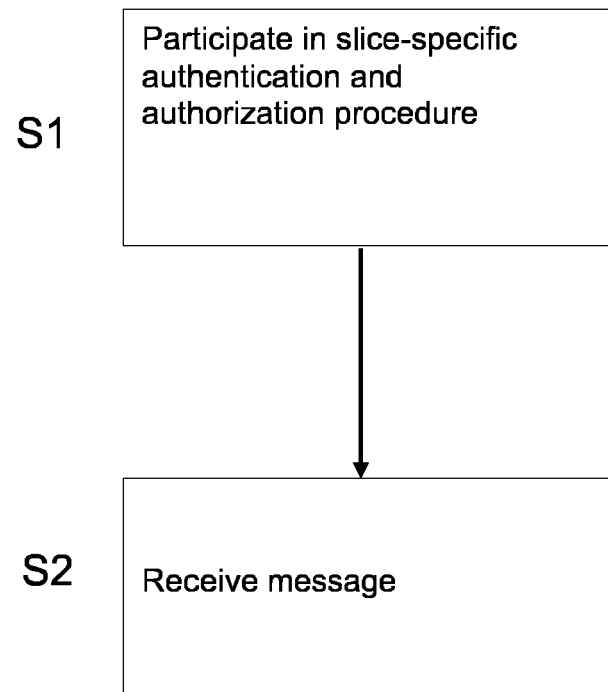 S1
Participate in slice-specific
authentication and
authorization procedure
S2
Receive message